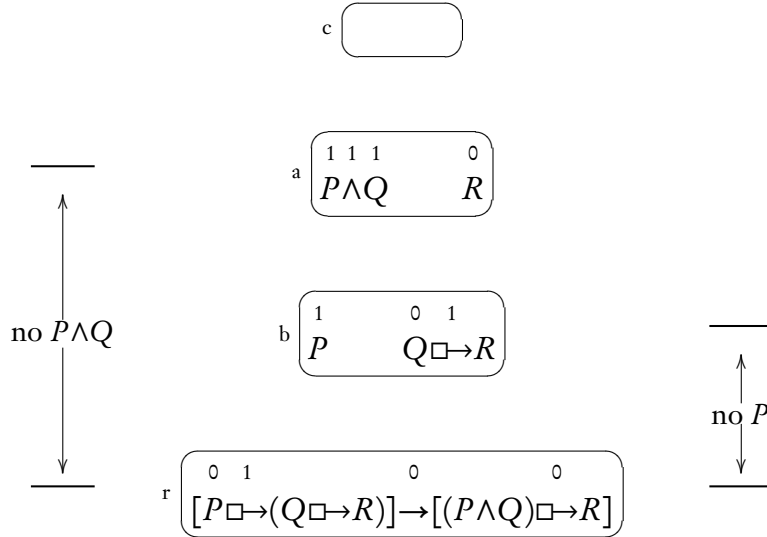 c
1 1 1 0
a P∧Q R
no P∧Q
1 0 1
b P Q□→R
no P
0 1 0 0
r [P□→(Q□→R)]→[(P∧Q)□→R]